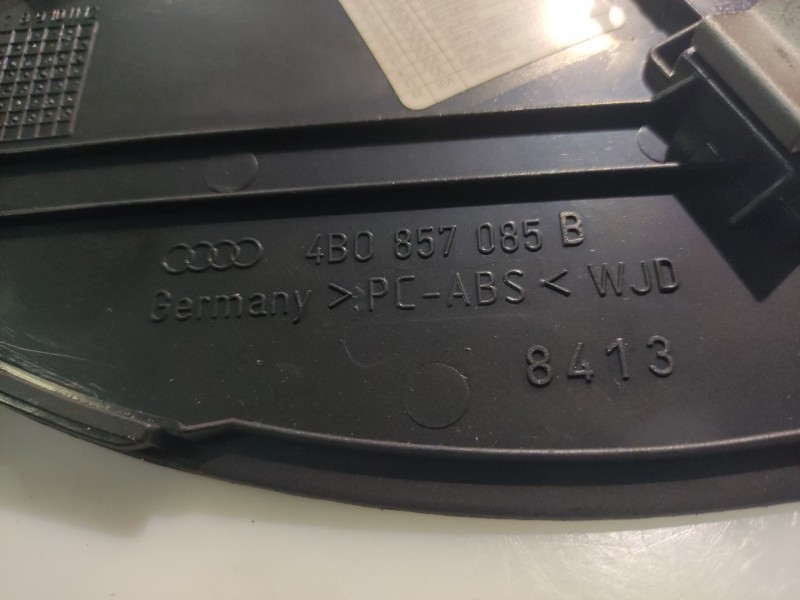 4B0 857 085 B
Germany >PC-ABS< WJD
8413